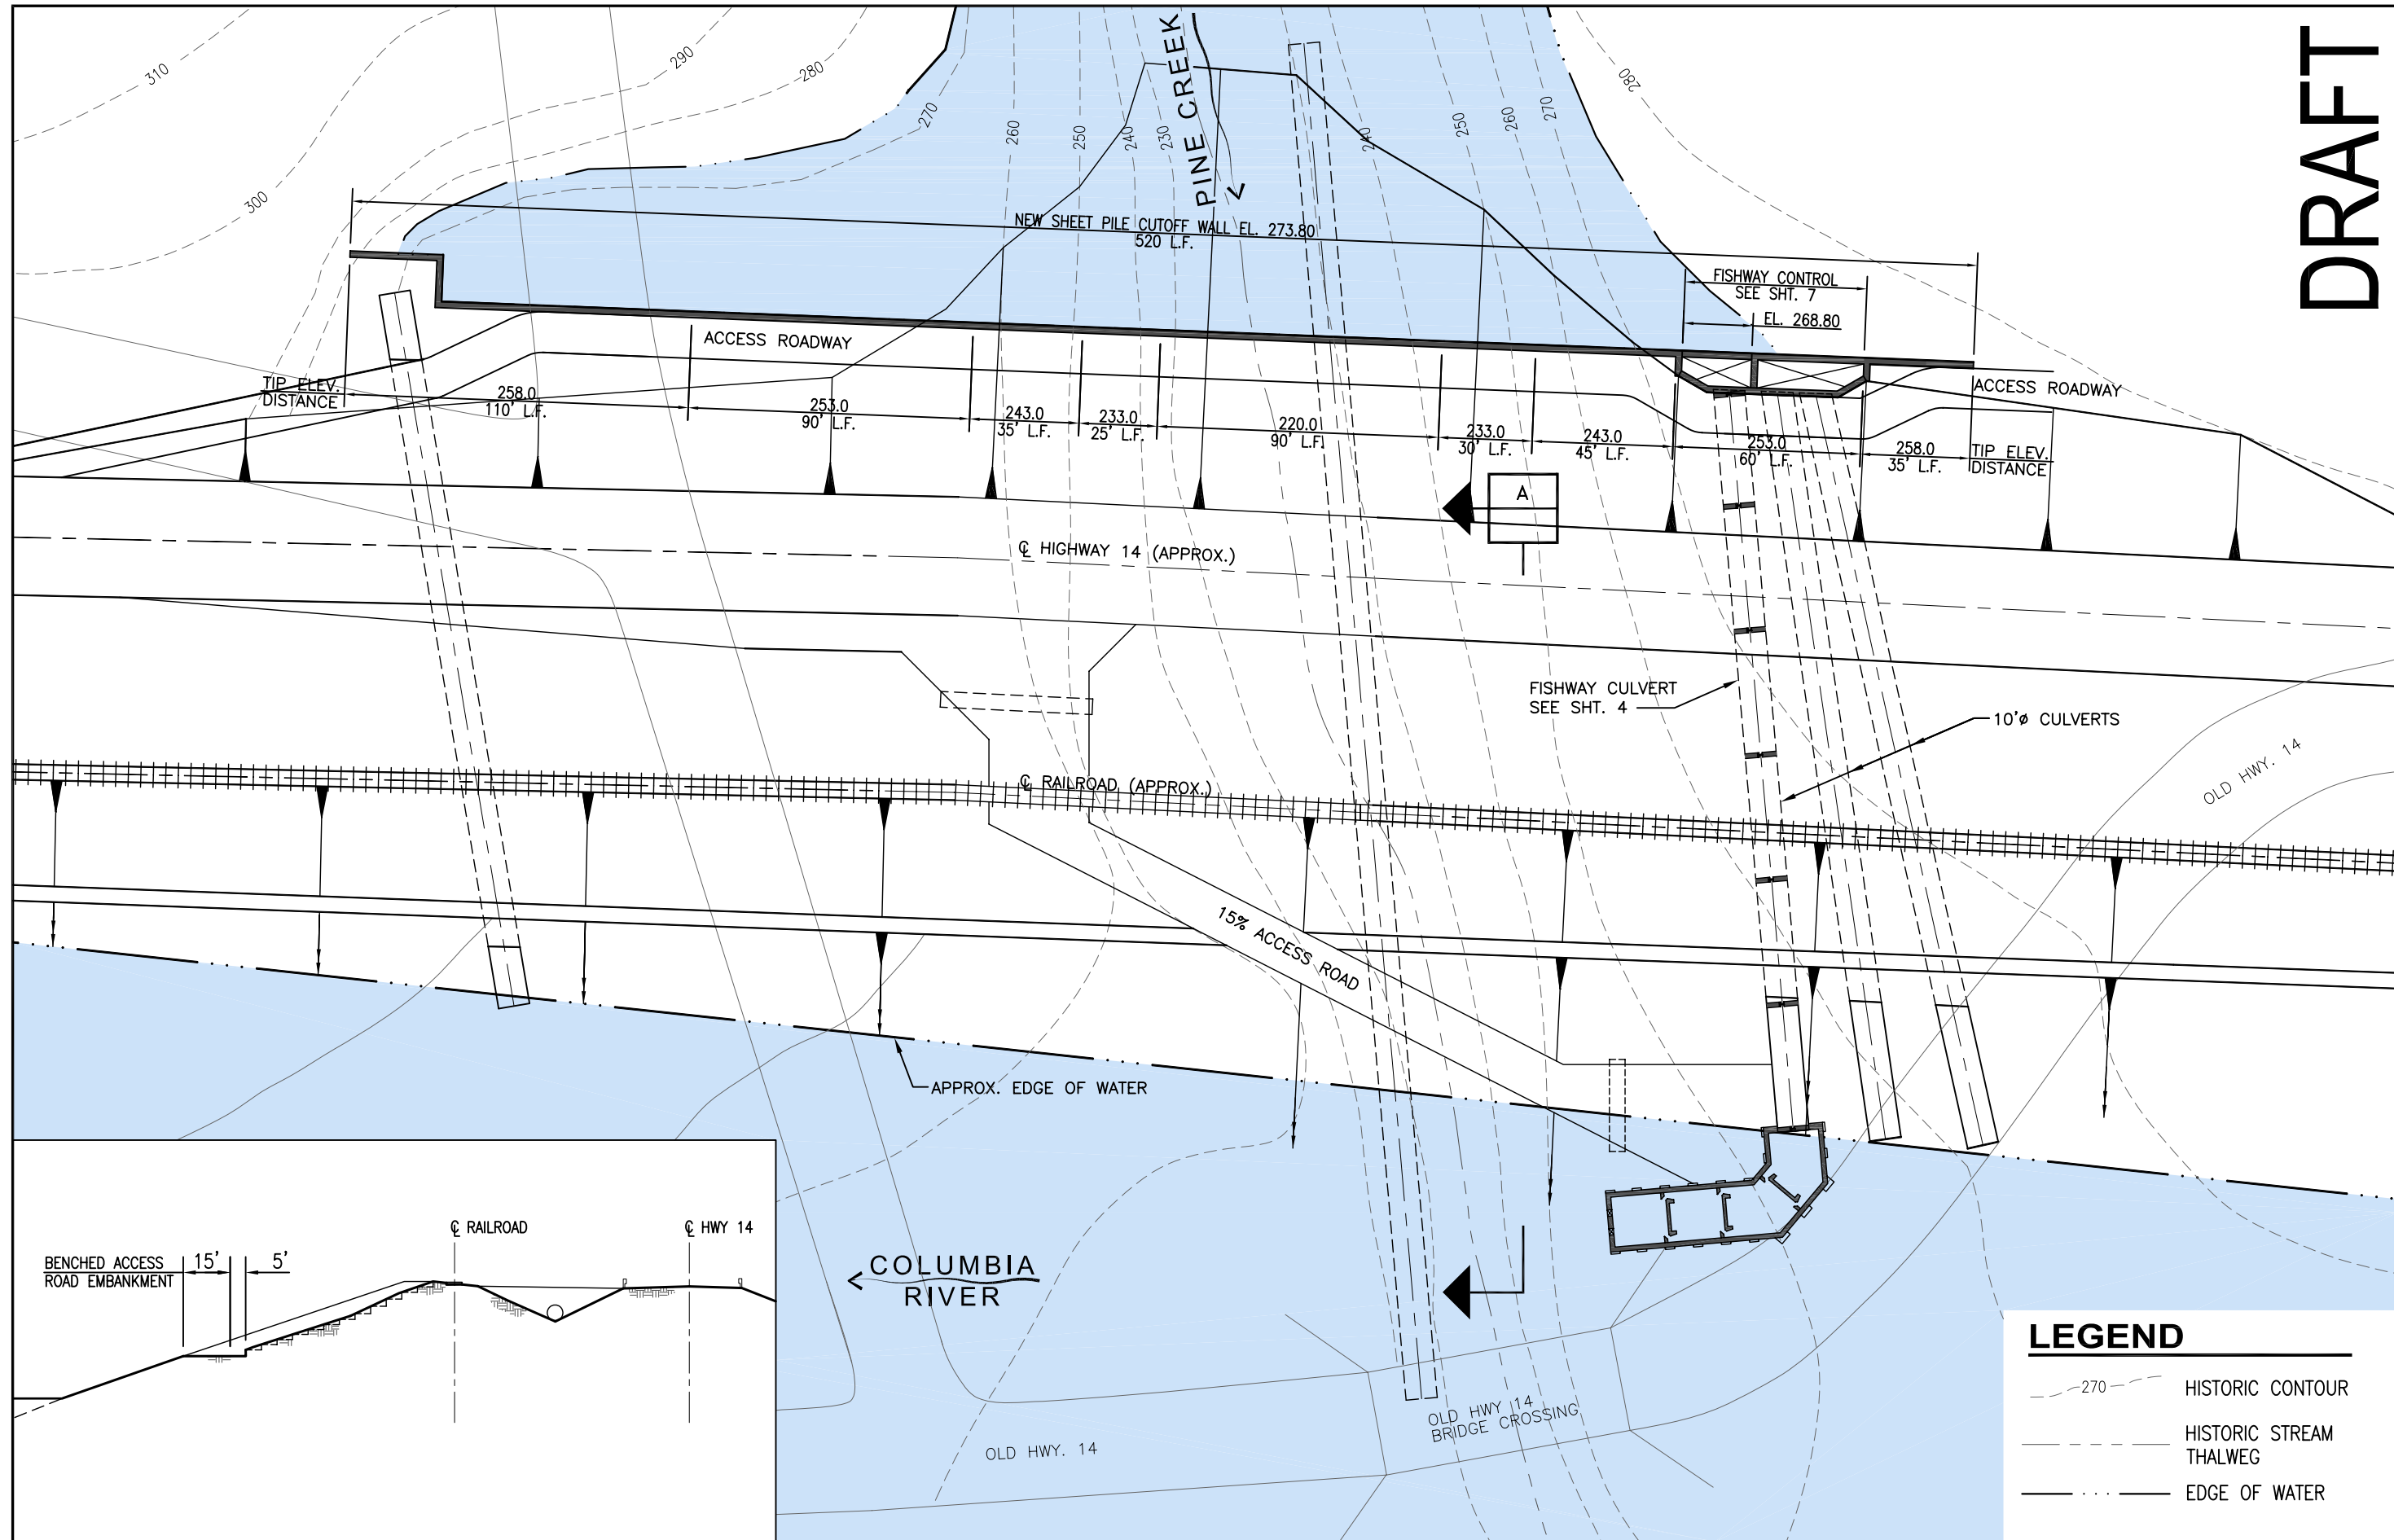 DRAFT
310
290
280
300
270
260
250
240
230
PINE CREEK
240
250
260
270
280
NEW SHEET PILE CUTOFF WALL EL. 273.80
520 L.F.
FISHWAY CONTROL
SEE SHT. 7
EL. 268.80
ACCESS ROADWAY
ACCESS ROADWAY
TIP ELEV.
DISTANCE
258.0
110' L.F.
253.0
90' L.F.
243.0
35' L.F.
233.0
25' L.F.
220.0
90' L.F.
233.0
30' L.F.
243.0
45' L.F.
253.0
60' L.F.
258.0
35' L.F.
TIP ELEV.
DISTANCE
A
℄ HIGHWAY 14 (APPROX.)
FISHWAY CULVERT
SEE SHT. 4
10'ø CULVERTS
OLD HWY. 14
℄ RAILROAD (APPROX.)
15% ACCESS ROAD
APPROX. EDGE OF WATER
℄ RAILROAD
℄ HWY 14
BENCHED ACCESS
ROAD EMBANKMENT
15'
5'
COLUMBIA
RIVER
OLD HWY. 14
OLD HWY 14
BRIDGE CROSSING
LEGEND
270
HISTORIC CONTOUR
HISTORIC STREAM
THALWEG
EDGE OF WATER